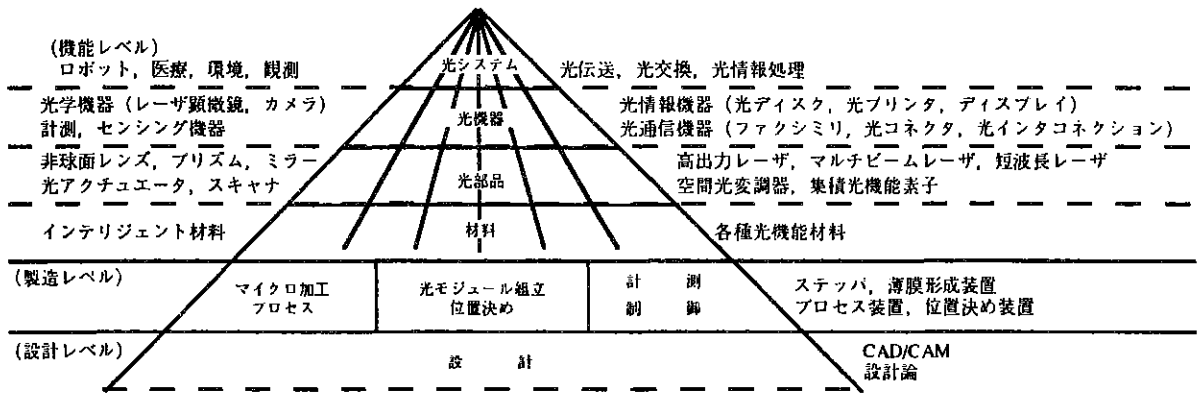 (機能レベル)
ロボット, 医療, 環境, 観測
光システム
光伝送, 光交換, 光情報処理
光学機器 (レーザ顕微鏡, カメラ)
計測, センシング機器
光機器
光情報機器 (光ディスク, 光プリンタ, ディスプレイ)
光通信機器 (ファクシミリ, 光コネクタ, 光インタコネクション)
非球面レンズ, プリズム, ミラー
光アクチュエータ, スキャナ
光部品
高出力レーザ, マルチビームレーザ, 短波長レーザ
空間光変調器, 集積光機能素子
インテリジェント材料
材料
各種光機能材料
(製造レベル)
マイクロ加工
プロセス
光モジュール組立
位置決め
計 測
制 御
ステッパ, 薄膜形成装置
プロセス装置, 位置決め装置
(設計レベル)
設 計
CAD/CAM
設計論